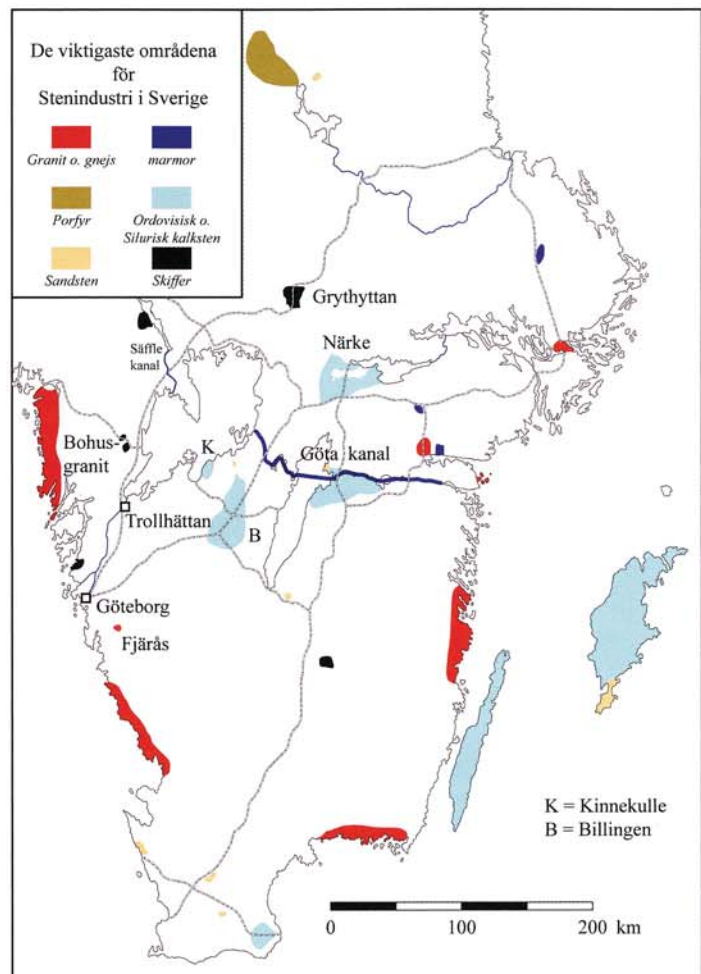 De viktigaste områdena
för
Stenindustri i Sverige
Granit o. gnejs
marmor
Porfyr
Ordovisisk o.
Silurisk kalksten
Sandsten
Skiffer
Grythyttan
Säffle
kanal
Närke
Bohus-
granit
K
Göta kanal
Trollhättan
B
Göteborg
Fjärås
K = Kinnekulle
B = Billingen
0
100
200 km